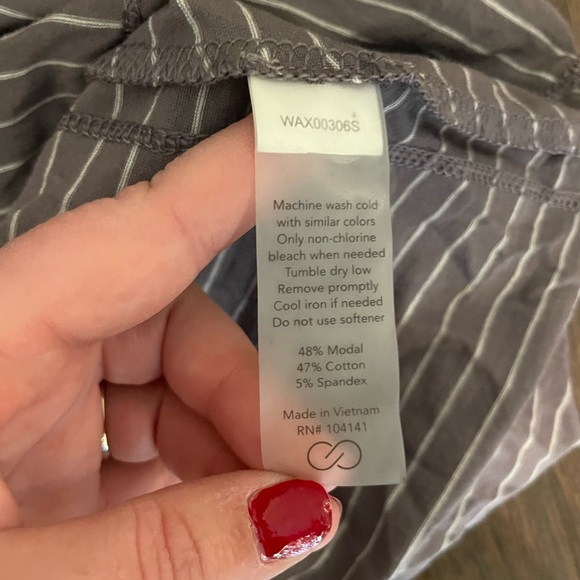 WAX00306S
Machine wash cold
with similar colors
Only non-chlorine
bleach when needed
Tumble dry low
Remove promptly
Cool iron if needed
Do not use softener
48% Modal
47% Cotton
5% Spandex
Made in Vietnam
RN# 104141